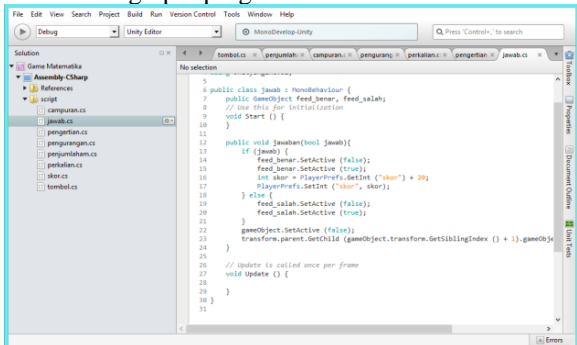 File Edit View Search Project Build Run Version Control Tools Window Help
Debug Unity Editor MonoDevelop-Unity Press 'Control+,' to search
Solution
tombol.cs penjumlah pengurang perkalian.c pengertian jawab.cs
No selection
Game Matematika
Assembly-CSharp
References
script
campuran.cs
jawab.cs
pengertian.cs
pengurangan.cs
penjumlaham.cs
perkalian.cs
skor.cs
tombol.cs
5
6 public class jawab : MonoBehaviour {
7 public GameObject feed_benar, feed_salah;
8 // Use this for initialization
9 void Start () {
10 }
11
12 public void jawaban(bool jawab){
13 if (jawab) {
14 feed_benar.SetActive (false);
15 feed_benar.SetActive (true);
16 int skor = PlayerPrefs.GetInt ("skor") + 20;
17 PlayerPrefs.SetInt ("skor", skor);
18 } else {
19 feed_salah.SetActive (false);
20 feed_salah.SetActive (true);
21 }
22 gameObject.SetActive (false);
23 transform.parent.GetChild (gameObject.transform.GetSiblingIndex () + 1).gameObje
24 }
25
26 // Update is called once per frame
27 void Update () {
28
29 }
30 }
31
Toolbox
Properties
Document Outline
Unit Tests
Errors